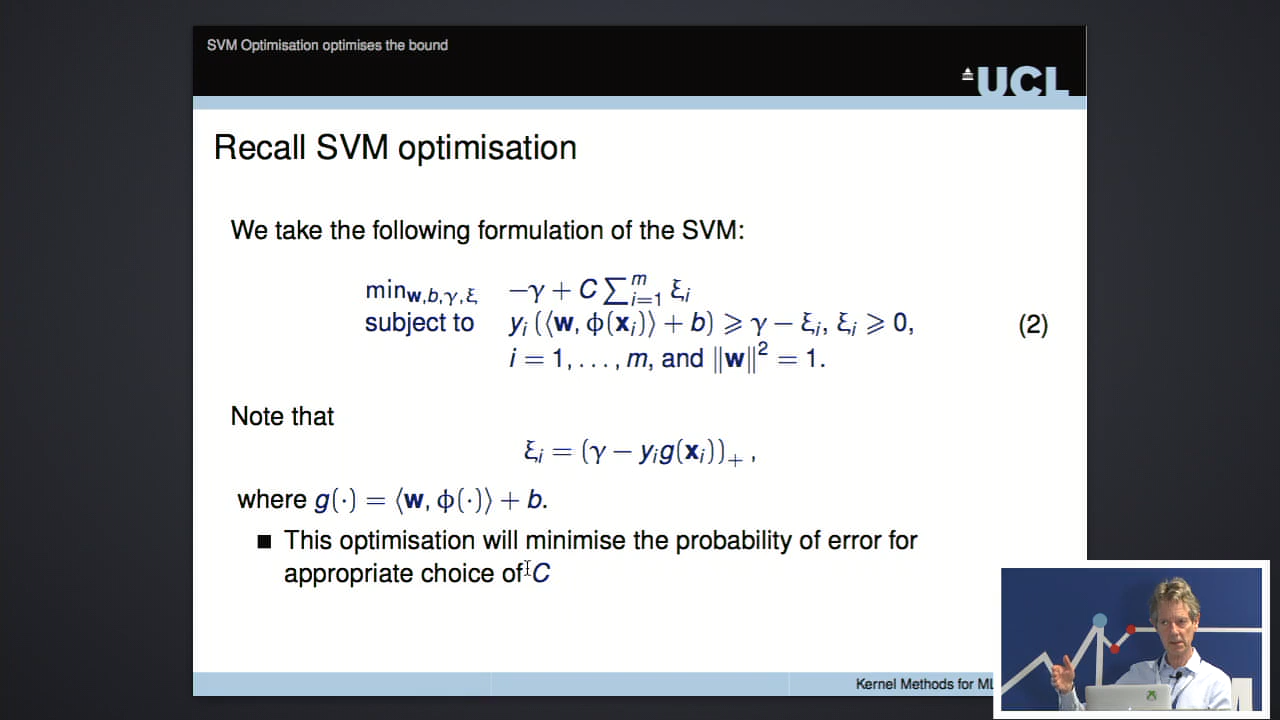 SVM Optimisation optimises the bound
UCL
Recall SVM optimisation
We take the following formulation of the SVM:
min_{w,b,γ,ξ} −γ + C ∑_{i=1}^{m} ξ_i
subject to y_i (⟨w, ϕ(x_i)⟩ + b) ⩾ γ − ξ_i, ξ_i ⩾ 0, (2)
i = 1, . . . , m, and ‖w‖² = 1.
Note that
ξ_i = (γ − y_i g(x_i))_+ ,
where g(·) = ⟨w, ϕ(·)⟩ + b.
■ This optimisation will minimise the probability of error for
appropriate choice of C
Kernel Methods for ML